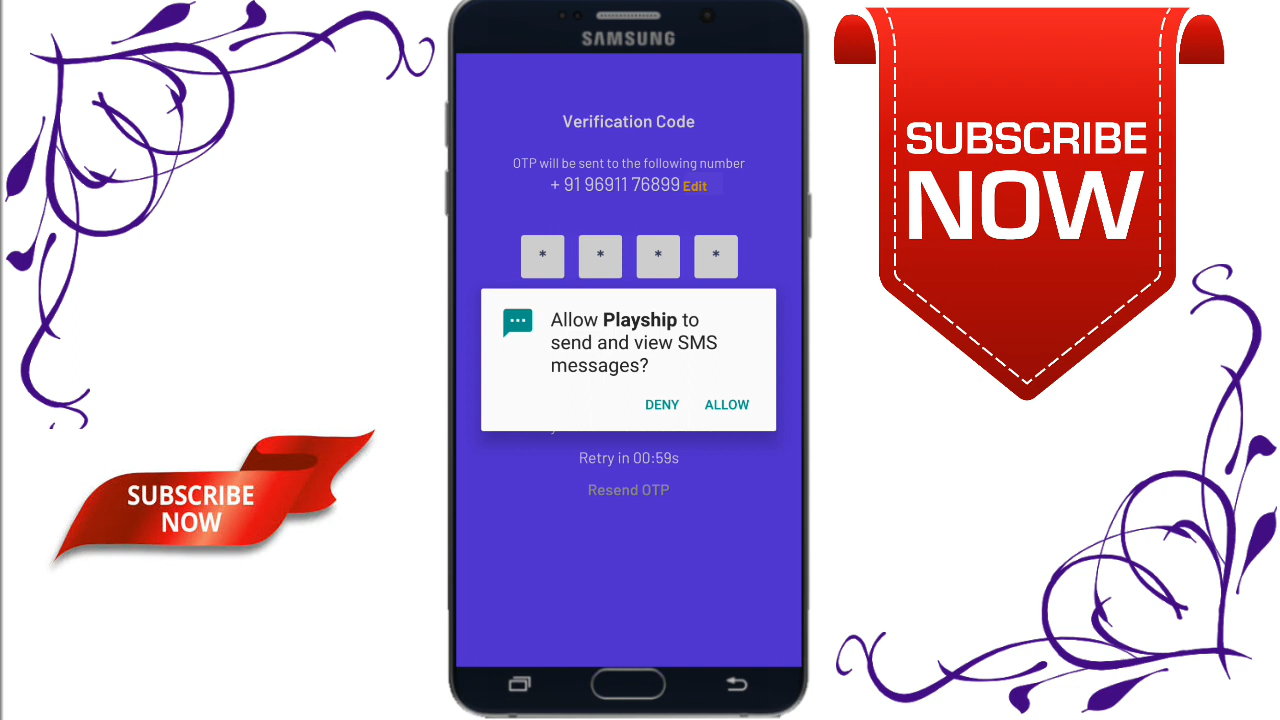 SAMSUNG
Verification Code
OTP will be sent to the following number
+ 91 96911 76899 Edit
* * * *
Allow Playship to
send and view SMS
messages?
DENY ALLOW
Retry in 00:59s
Resend OTP
SUBSCRIBE
NOW
SUBSCRIBE
NOW